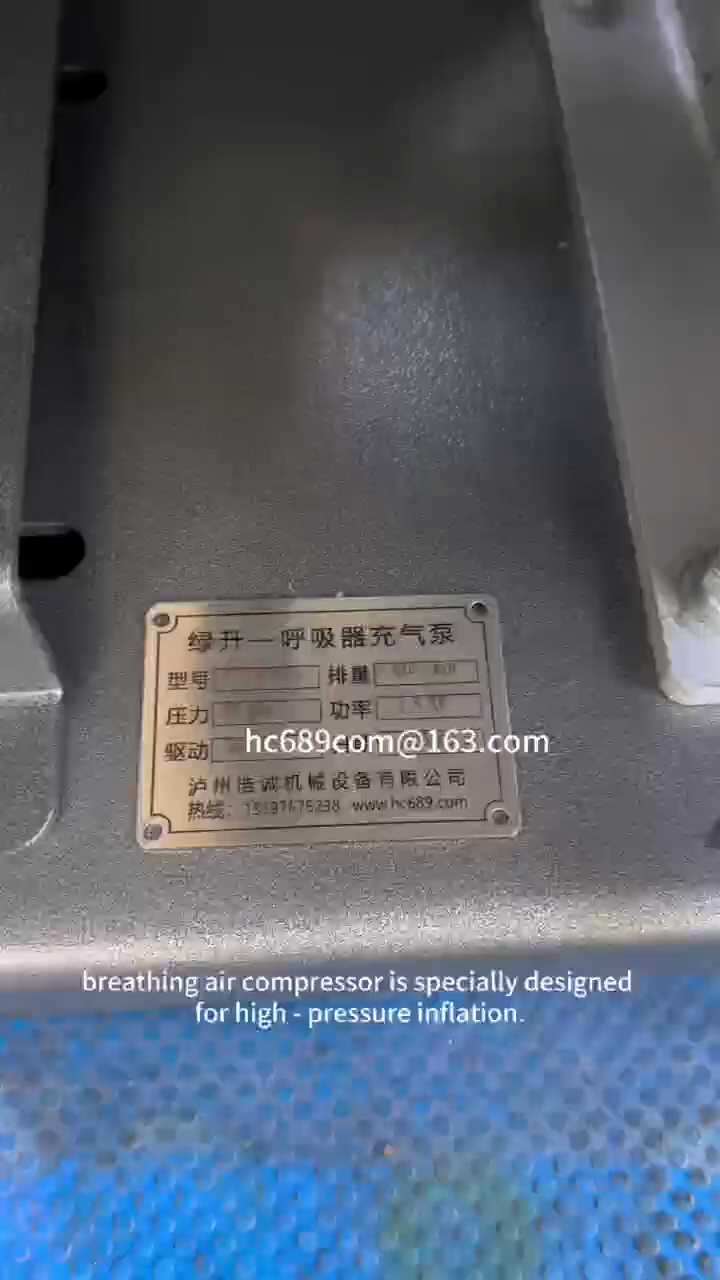 绿升一呼吸器充气泵
型号 排量
压力 功率
驱动
hc689com@163.com
泸州浩诚机械设备有限公司
热线: www.hc689.com
breathing air compressor is specially designed
for high - pressure inflation.